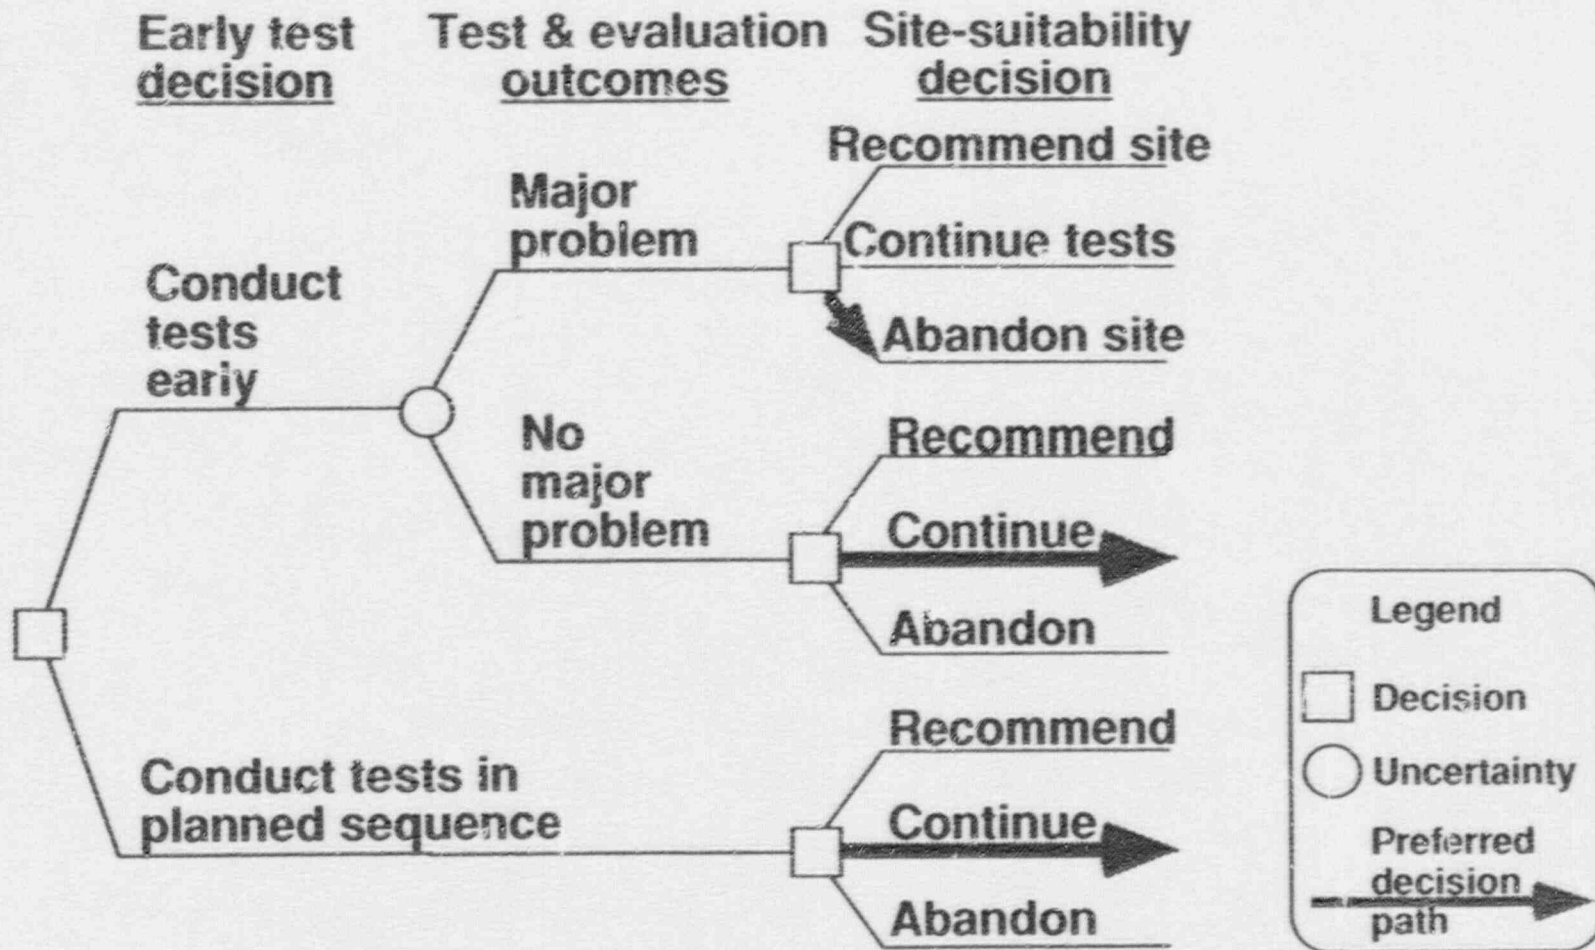 Early test
decision
Test & evaluation
outcomes
Site-suitability
decision
Conduct
tests
eariy
Major
problem
No
major
problem
Recommend site
Continue tests
Abandon site
Recommend
Continue
Abandon
Conduct tests in
planned sequence
Recommend
Continue
Abandon
Legend
Decision
Uncertainty
Preferred
decision
path